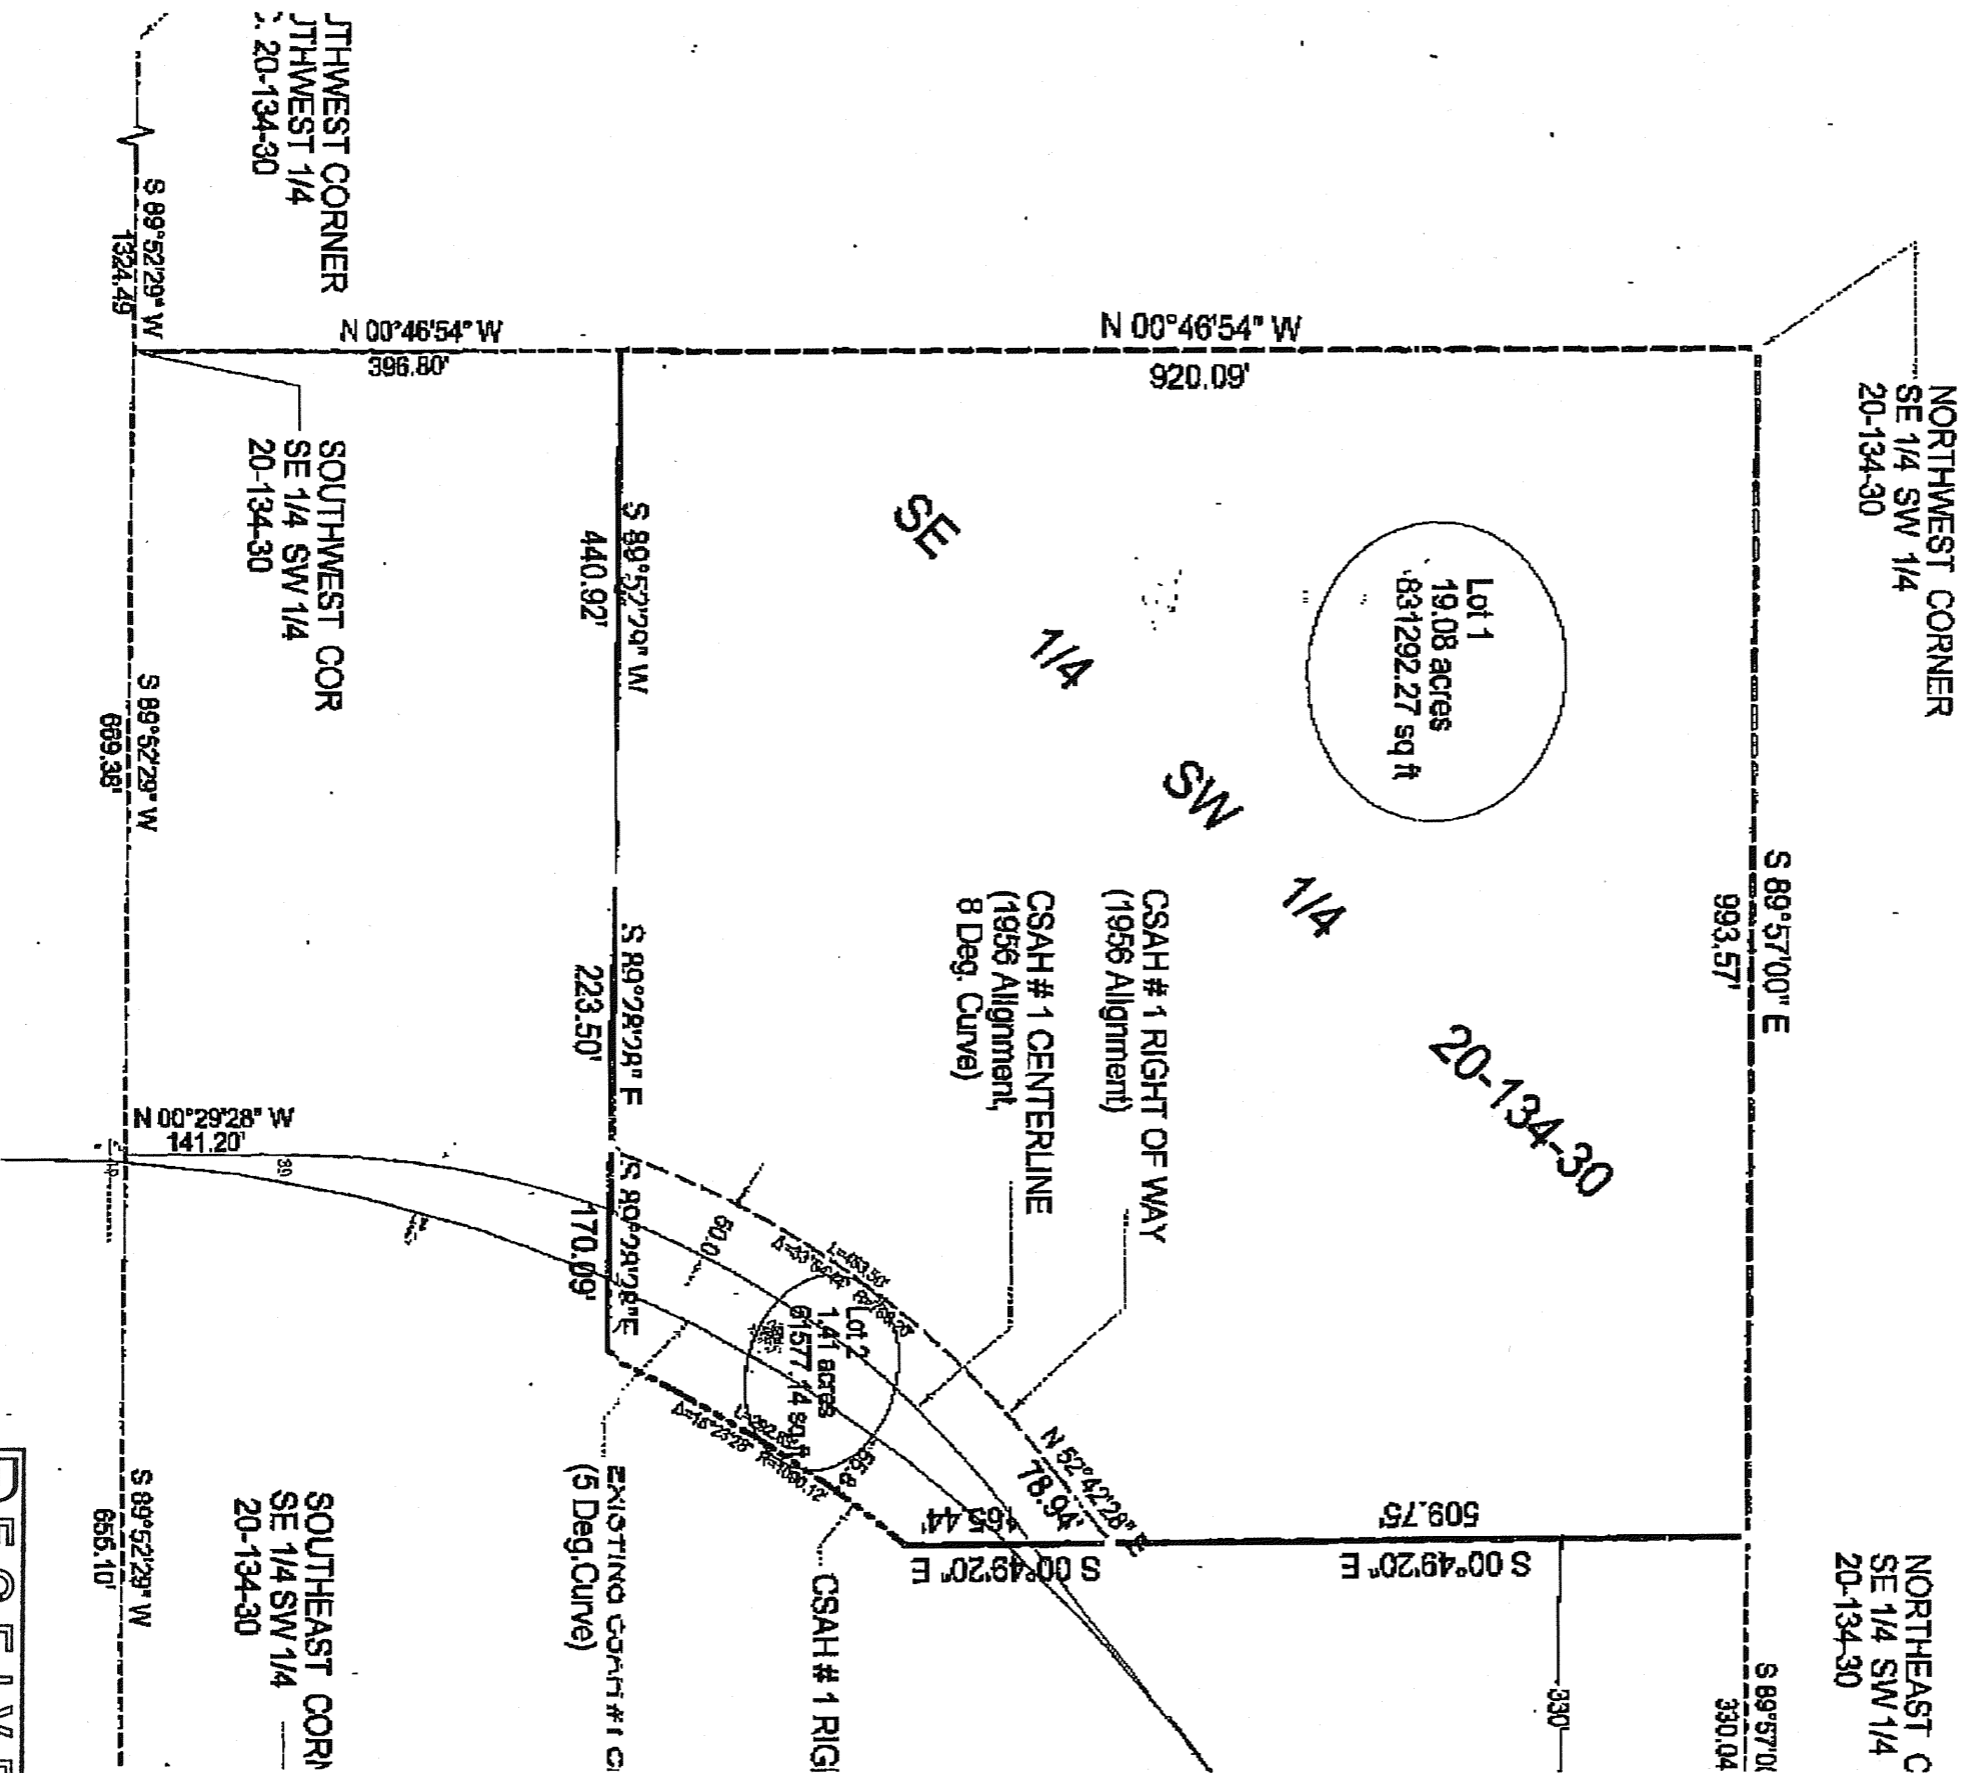 NORTHWEST CORNER
SE 1/4 SW 1/4
20-134-30
NORTHEAST C
SE 1/4 SW 1/4
20-134-30
S 89°57'00" E
993.57'
S 89°57'0
330.04
330'
Lot 1
19.08 acres
831292.27 sq ft
SE 1/4 SW 1/4 20-134-30
N 00°46'54" W
920.09'
N 00°46'54" W
396.80'
S 00°49'20" E
509.75'
S 00°49'20" E
165.44'
N 52°42'28" E
78.94'
CSAH # 1 RIGHT OF WAY
(1956 Alignment)
CSAH # 1 CENTERLINE
(1956 Alignment,
8 Deg. Curve)
Lot 2
1.41 acres
61577.14 sq ft
50.0
S 89°52'29" W
440.92'
S 89°28'28" E
223.50'
S 89°28'28" E
170.09'
CSAH # 1 RIG
EXISTING CSAH # 1 C
(5 Deg.Curve)
UTHWEST CORNER
UTHWEST 1/4
20-134-30
SOUTHWEST COR
SE 1/4 SW 1/4
20-134-30
SOUTHEAST CORN
SE 1/4 SW 1/4
20-134-30
N 00°29'28" W
141.20'
S 89°52'29" W
1324.49
S 89°52'29" W
669.38'
S 89°52'29" W
655.10'